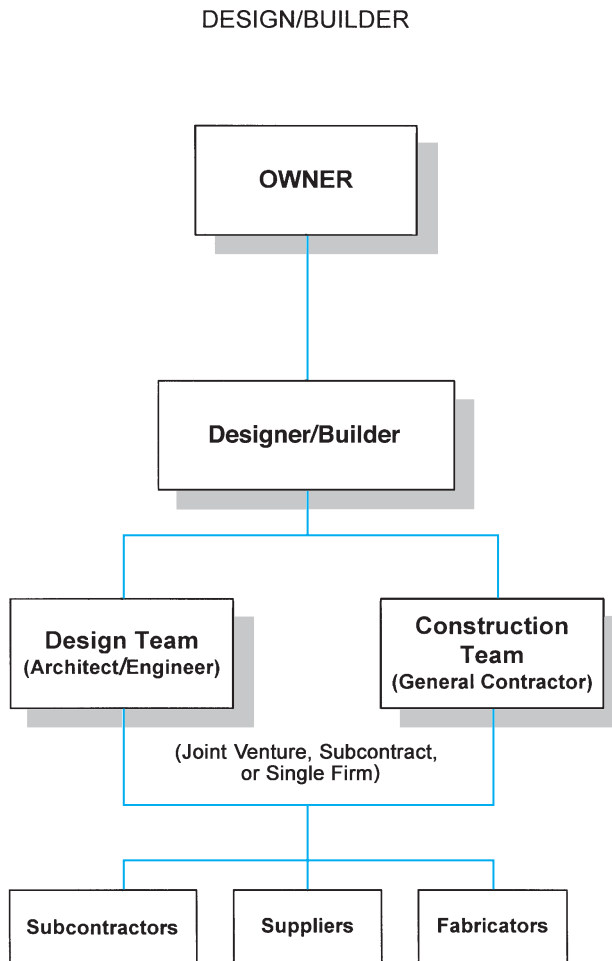 DESIGN/BUILDER
OWNER
Designer/Builder
Design Team
(Architect/Engineer)
Construction
Team
(General Contractor)
(Joint Venture, Subcontract,
or Single Firm)
Subcontractors
Suppliers
Fabricators